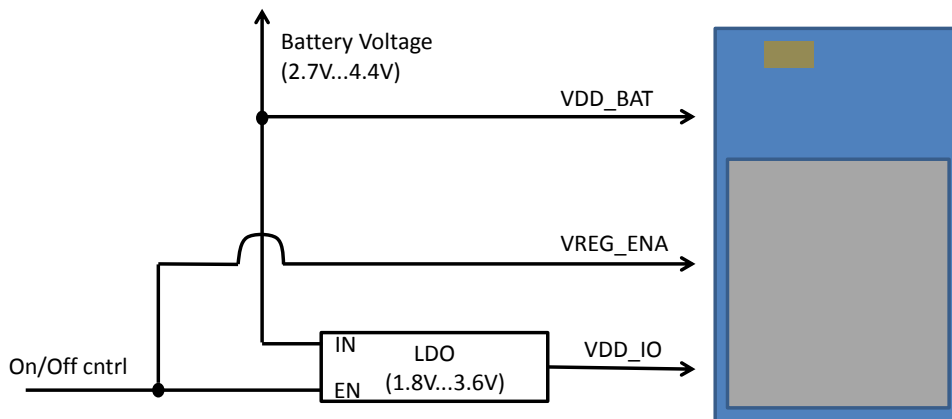 Battery Voltage
(2.7V...4.4V)
VDD_BAT
VREG_ENA
On/Off cntrl
IN
EN
LDO
(1.8V...3.6V)
VDD_IO